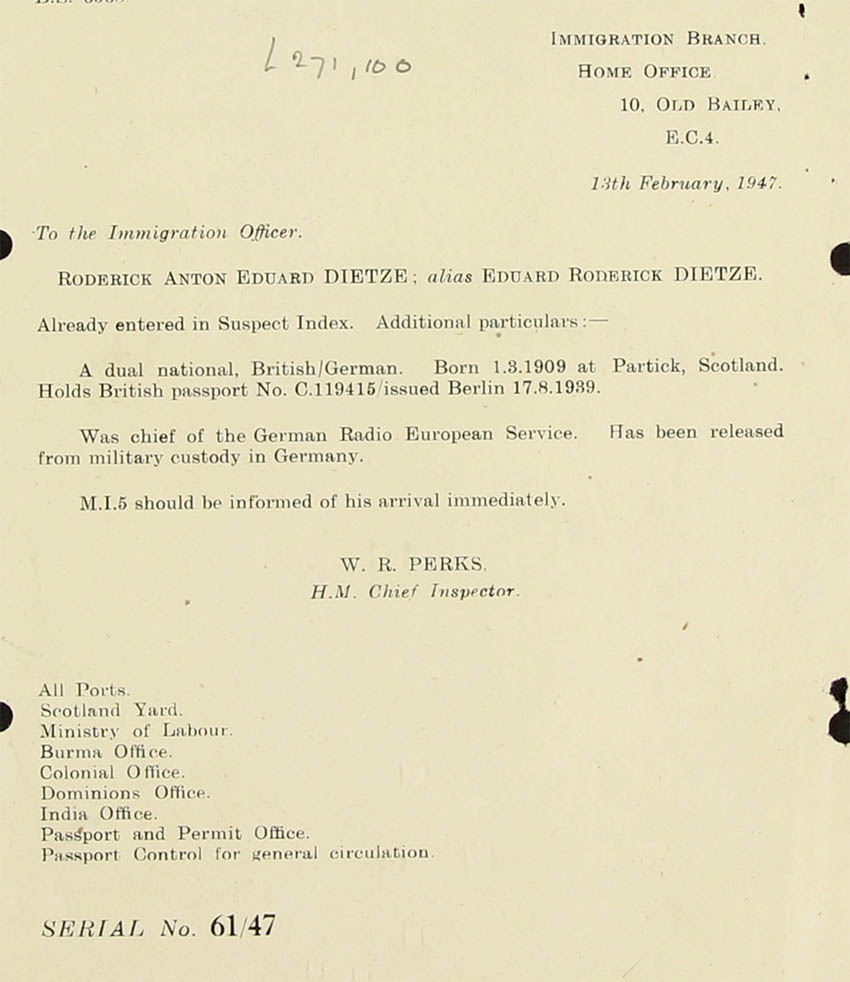 L 271,100
IMMIGRATION BRANCH.
HOME OFFICE
10, OLD BAILEY,
E.C.4.
13th February, 1947.
To the Immigration Officer.
RODERICK ANTON EDUARD DIETZE; alias EDUARD RODERICK DIETZE.
Already entered in Suspect Index. Additional particulars:—
A dual national, British/German. Born 1.3.1909 at Partick, Scotland.
Holds British passport No. C.119415/issued Berlin 17.8.1939.
Was chief of the German Radio European Service. Has been released
from military custody in Germany.
M.I.5 should be informed of his arrival immediately.
W. R. PERKS.
H.M. Chief Inspector.
All Ports.
Scotland Yard.
Ministry of Labour.
Burma Office.
Colonial Office.
Dominions Office.
India Office.
Passport and Permit Office.
Passport Control for general circulation.
SERIAL No. 61/47